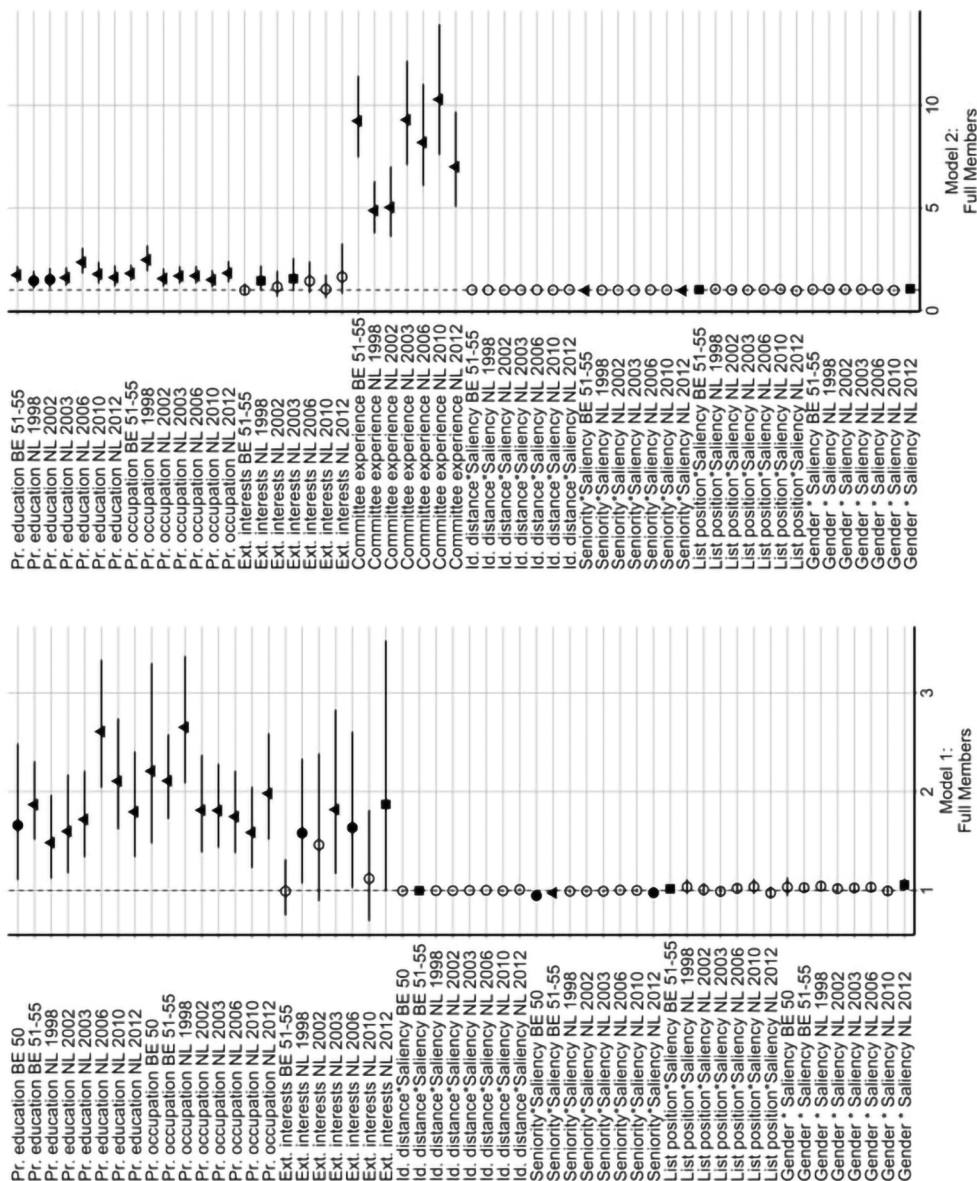 Pr. education BE 50
Pr. education BE 51-55
Pr. education NL 1998
Pr. education NL 2002
Pr. education NL 2003
Pr. education NL 2006
Pr. education NL 2010
Pr. education NL 2012
Pr. occupation BE 50
Pr. occupation BE 51-55
Pr. occupation NL 1998
Pr. occupation NL 2002
Pr. occupation NL 2003
Pr. occupation NL 2006
Pr. occupation NL 2010
Pr. occupation NL 2012
Ext. interests BE 51-55
Ext. interests NL 1998
Ext. interests NL 2002
Ext. interests NL 2003
Ext. interests NL 2006
Ext. interests NL 2010
Ext. interests NL 2012
Id. distance*Saliency BE 50
Id. distance*Saliency BE 51-55
Id. distance*Saliency NL 1998
Id. distance*Saliency NL 2002
Id. distance*Saliency NL 2003
Id. distance*Saliency NL 2006
Id. distance*Saliency NL 2010
Id. distance*Saliency NL 2012
Seniority*Saliency BE 50
Seniority*Saliency BE 51-55
Seniority*Saliency NL 1998
Seniority*Saliency NL 2002
Seniority*Saliency NL 2003
Seniority*Saliency NL 2006
Seniority*Saliency NL 2010
Seniority*Saliency NL 2012
List position*Saliency BE 51-55
List position*Saliency NL 1998
List position*Saliency NL 2002
List position*Saliency NL 2003
List position*Saliency NL 2006
List position*Saliency NL 2010
List position*Saliency NL 2012
Gender * Saliency BE 50
Gender * Saliency BE 51-55
Gender * Saliency NL 1998
Gender * Saliency NL 2002
Gender * Saliency NL 2003
Gender * Saliency NL 2006
Gender * Saliency NL 2010
Gender * Saliency NL 2012
1 2 3
Model 1:
Full Members
Pr. education BE 51-55
Pr. education NL 1998
Pr. education NL 2002
Pr. education NL 2003
Pr. education NL 2006
Pr. education NL 2010
Pr. education NL 2012
Pr. occupation BE 51-55
Pr. occupation NL 1998
Pr. occupation NL 2002
Pr. occupation NL 2003
Pr. occupation NL 2006
Pr. occupation NL 2010
Pr. occupation NL 2012
Ext. interests BE 51-55
Ext. interests NL 1998
Ext. interests NL 2002
Ext. interests NL 2003
Ext. interests NL 2006
Ext. interests NL 2010
Ext. interests NL 2012
Committee experience BE 51-55
Committee experience NL 1998
Committee experience NL 2002
Committee experience NL 2003
Committee experience NL 2006
Committee experience NL 2010
Committee experience NL 2012
Id. distance*Saliency BE 51-55
Id. distance*Saliency NL 1998
Id. distance*Saliency NL 2002
Id. distance*Saliency NL 2003
Id. distance*Saliency NL 2006
Id. distance*Saliency NL 2010
Id. distance*Saliency NL 2012
Seniority*Saliency BE 51-55
Seniority*Saliency NL 1998
Seniority*Saliency NL 2002
Seniority*Saliency NL 2003
Seniority*Saliency NL 2006
Seniority*Saliency NL 2010
Seniority*Saliency NL 2012
List position*Saliency BE 51-55
List position*Saliency NL 1998
List position*Saliency NL 2002
List position*Saliency NL 2003
List position*Saliency NL 2006
List position*Saliency NL 2010
List position*Saliency NL 2012
Gender * Saliency BE 51-55
Gender * Saliency NL 1998
Gender * Saliency NL 2002
Gender * Saliency NL 2003
Gender * Saliency NL 2006
Gender * Saliency NL 2010
Gender * Saliency NL 2012
0 5 10
Model 2:
Full Members